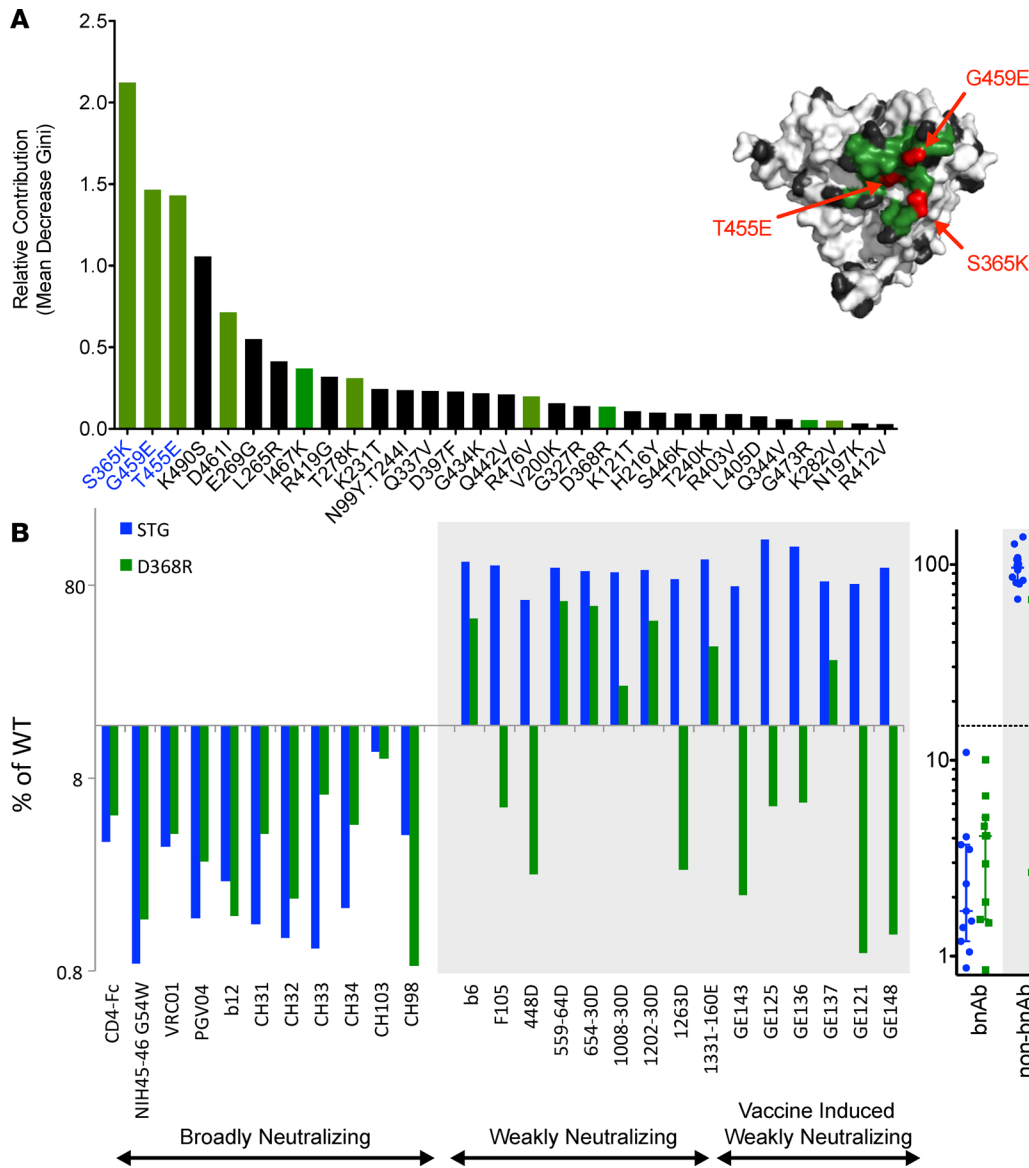 A
2.5
2.0
1.5
1.0
0.5
0.0
Relative Contribution
(Mean Decrease Gini)
G459E
T455E
S365K
S365K
G459E
T455E
K490S
D461I
E269G
L265R
I467K
R419G
T278K
K231T
N99Y.T244I
Q337V
D397F
G434K
Q442V
R476V
V200K
G327R
D368R
K121T
H216Y
S446K
T240K
R403V
L405D
Q344V
G473R
K282V
N197K
R412V
B
STG
D368R
80
8
0.8
% of WT
CD4-Fc
NIH45-46 G54W
VRC01
PGV04
b12
CH31
CH32
CH33
CH34
CH103
CH98
b6
F105
448D
559-64D
654-30D
1008-30D
1202-30D
1263D
1331-160E
GE143
GE125
GE136
GE137
GE121
GE148
Broadly Neutralizing
Weakly Neutralizing
Vaccine Induced
Weakly Neutralizing
100
10
1
bnAb
non-bnAb